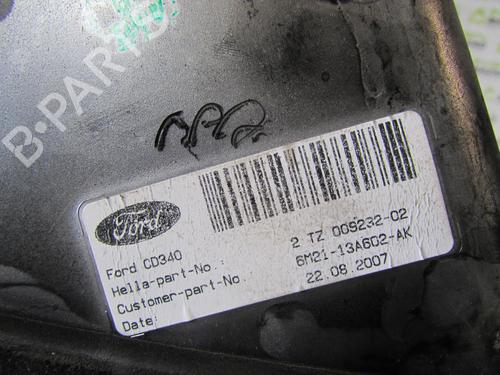 B-PARTS
Ford
Ford CD340
Hella-part-No.: 2 TZ 009232-02
Customer-part-No. 6M21-13A602-AK
Date: 22.08.2007